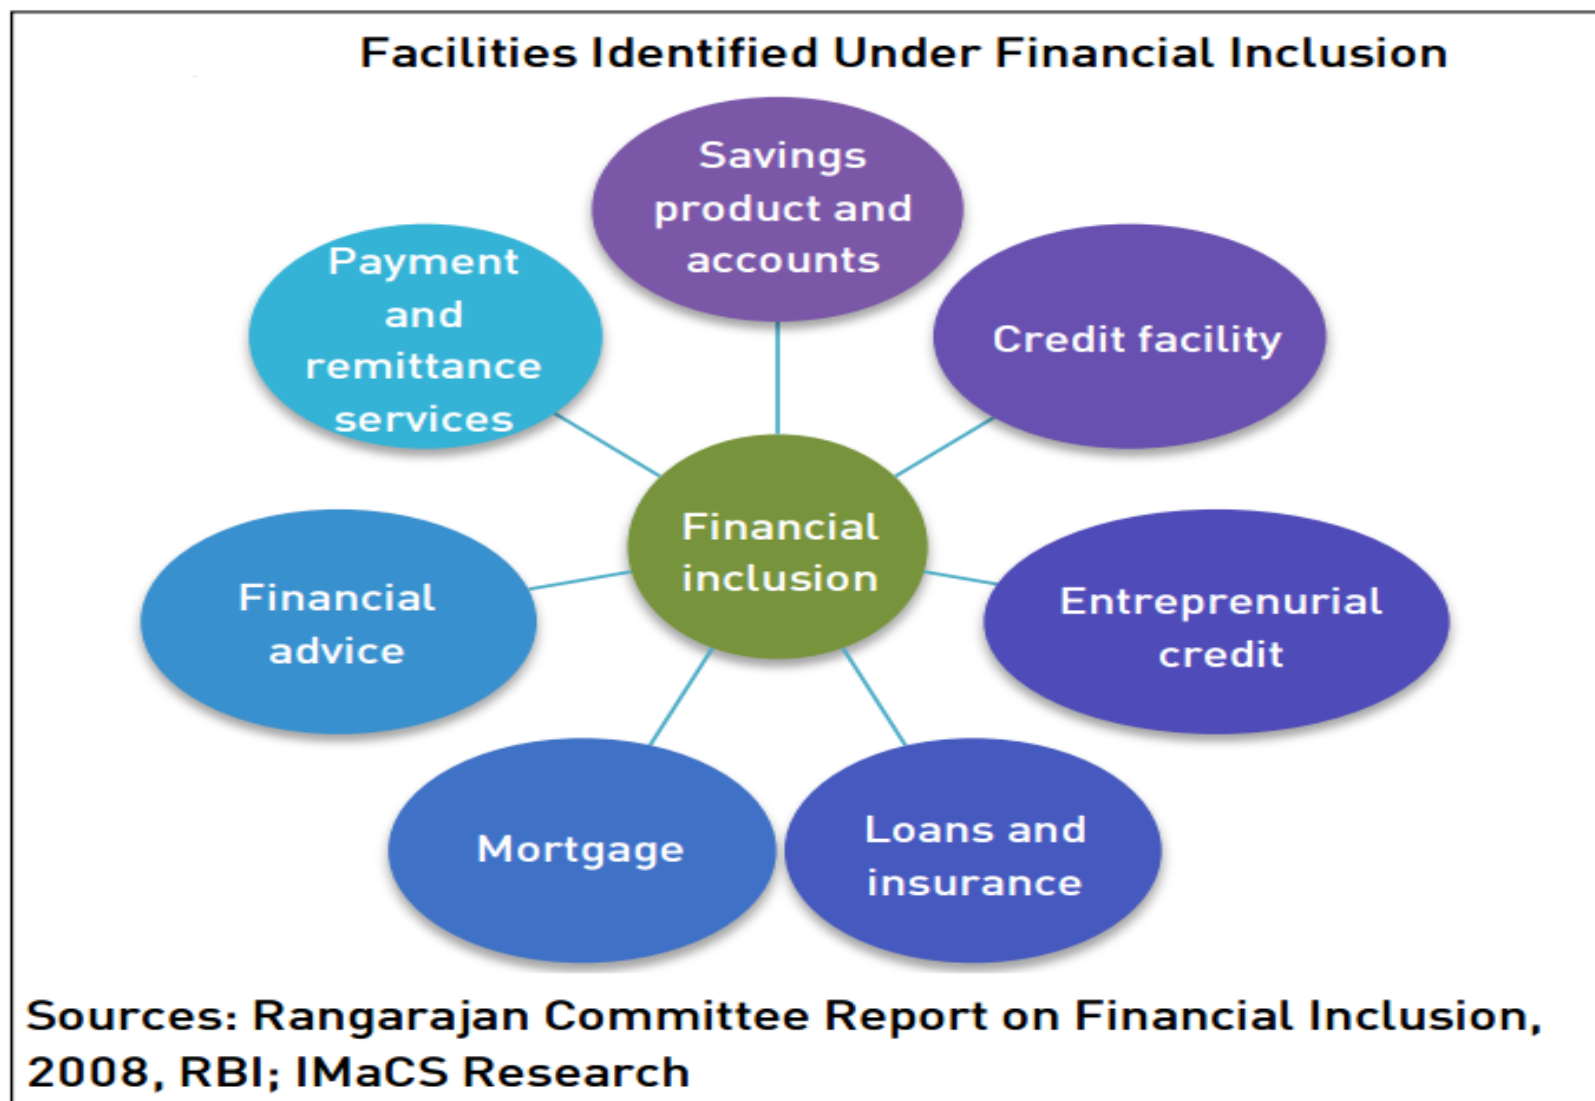 Facilities Identified Under Financial Inclusion
Savings
product and
accounts
Credit facility
Entreprenurial
credit
Loans and
insurance
Mortgage
Financial
advice
Payment
and
remittance
services
Financial
inclusion
Sources: Rangarajan Committee Report on Financial Inclusion,
2008, RBI; IMaCS Research